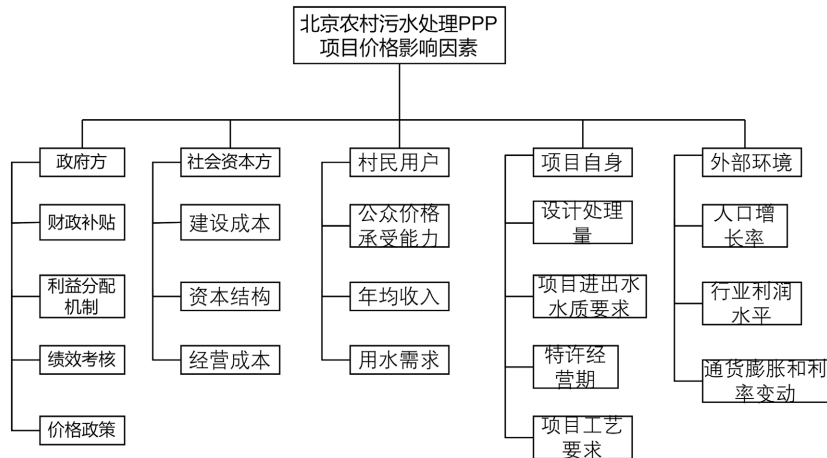 北京农村污水处理PPP
项目价格影响因素
政府方
财政补贴
利益分配
机制
绩效考核
价格政策
社会资本方
建设成本
资本结构
经营成本
村民用户
公众价格
承受能力
年均收入
用水需求
项目自身
设计处理
量
项目进出水
水质要求
特许经
营期
项目工艺
要求
外部环境
人口增
长率
行业利润
水平
通货膨胀和利
率变动